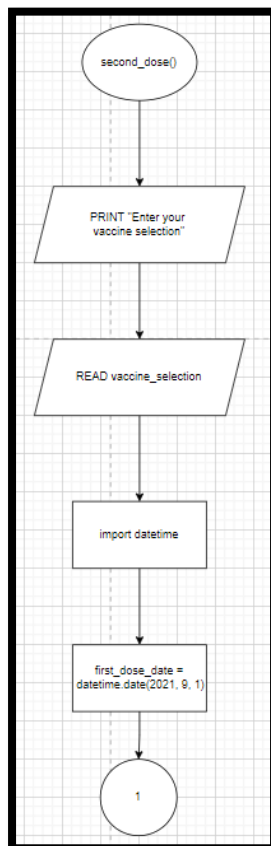 second_dose()
PRINT "Enter your
vaccine selection"
READ vaccine_selection
import datetime
first_dose_date =
datetime.date(2021, 9, 1)
1